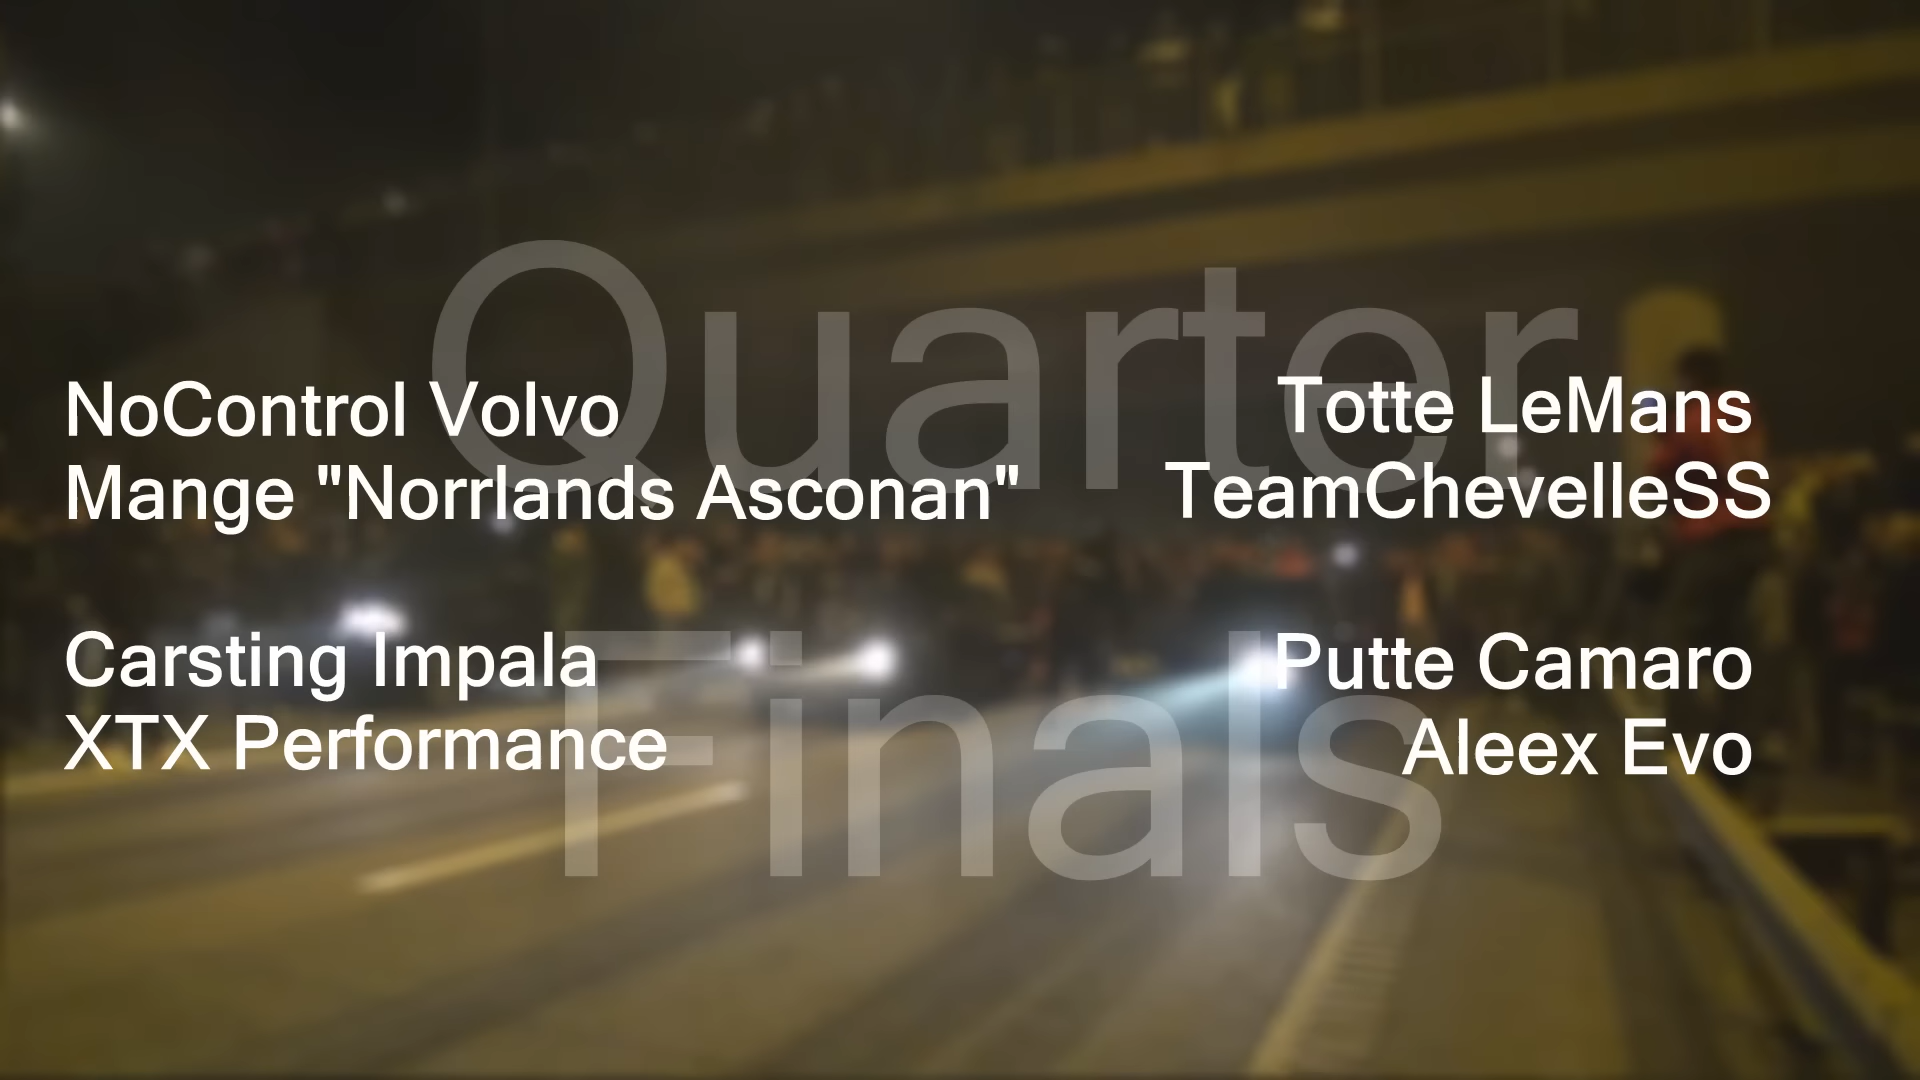 Quarter
NoControl Volvo
Mange "Norrlands Asconan"
Totte LeMans
TeamChevelleSS
Finals
Carsting Impala
XTX Performance
Putte Camaro
Aleex Evo